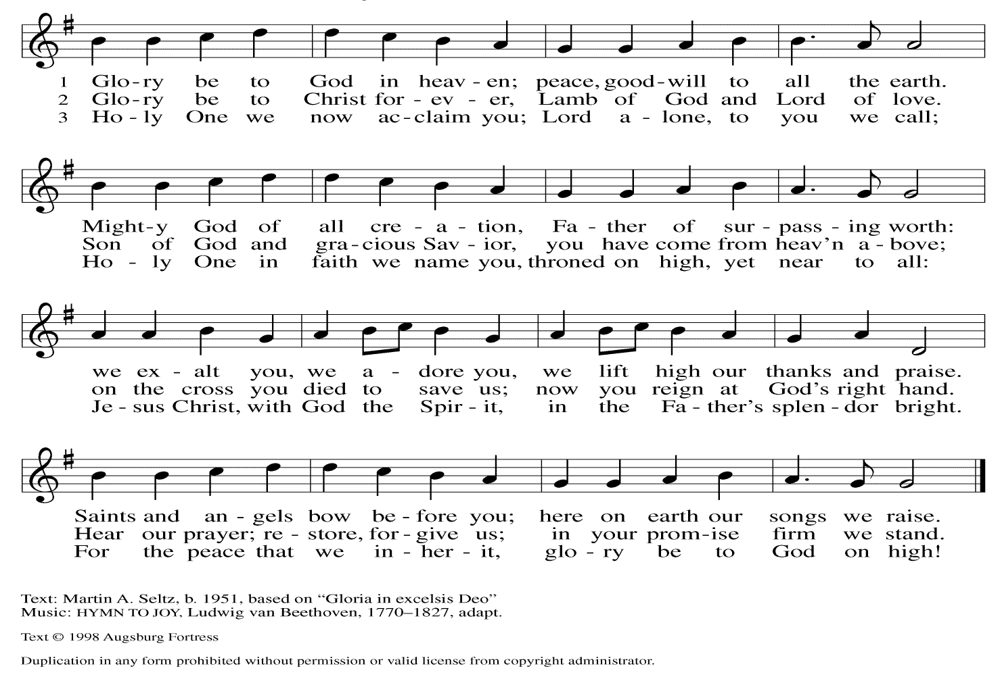 1 Glo-ry be to God in heav-en; peace, good-will to all the earth.
2 Glo-ry be to Christ for-ev-er, Lamb of God and Lord of love.
3 Ho-ly One we now ac-claim you; Lord a-lone, to you we call;
Might-y God of all cre-a-tion, Fa-ther of sur-pass-ing worth:
Son of God and gra-cious Sav-ior, you have come from heav’n a-bove;
Ho-ly One in faith we name you, throned on high, yet near to all:
we ex-alt you, we a-dore you, we lift high our thanks and praise.
on the cross you died to save us; now you reign at God’s right hand.
Je-sus Christ, with God the Spir-it, in the Fa-ther’s splen-dor bright.
Saints and an-gels bow be-fore you; here on earth our songs we raise.
Hear our prayer; re-store, for-give us; in your prom-ise firm we stand.
For the peace that we in-her-it, glo-ry be to God on high!
Text: Martin A. Seltz, b. 1951, based on “Gloria in excelsis Deo”
Music: HYMN TO JOY, Ludwig van Beethoven, 1770–1827, adapt.
Text © 1998 Augsburg Fortress
Duplication in any form prohibited without permission or valid license from copyright administrator.